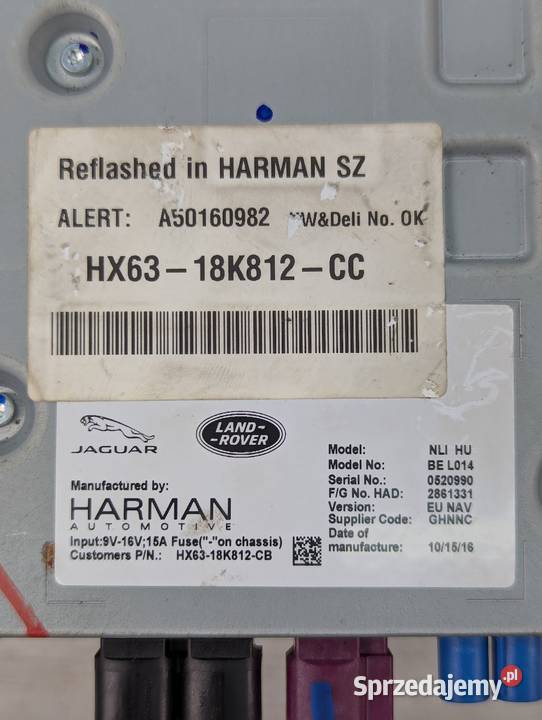 Reflashed in HARMAN SZ
ALERT: A50160982 W&Deli No. OK
HX63-18K812-CC
JAGUAR
LAND-
-ROVER
Manufactured by:
HARMAN
AUTOMOTIVE
Input:9V-16V;15A Fuse("-"on chassis)
Customers P/N.: HX63-18K812-CB
Model: NLI HU
Model No: BE L014
Serial No.: 0520990
F/G No. HAD: 2861331
Version: EU NAV
Supplier Code: GHNNC
Date of
manufacture: 10/15/16
Sprzedajemy.pl